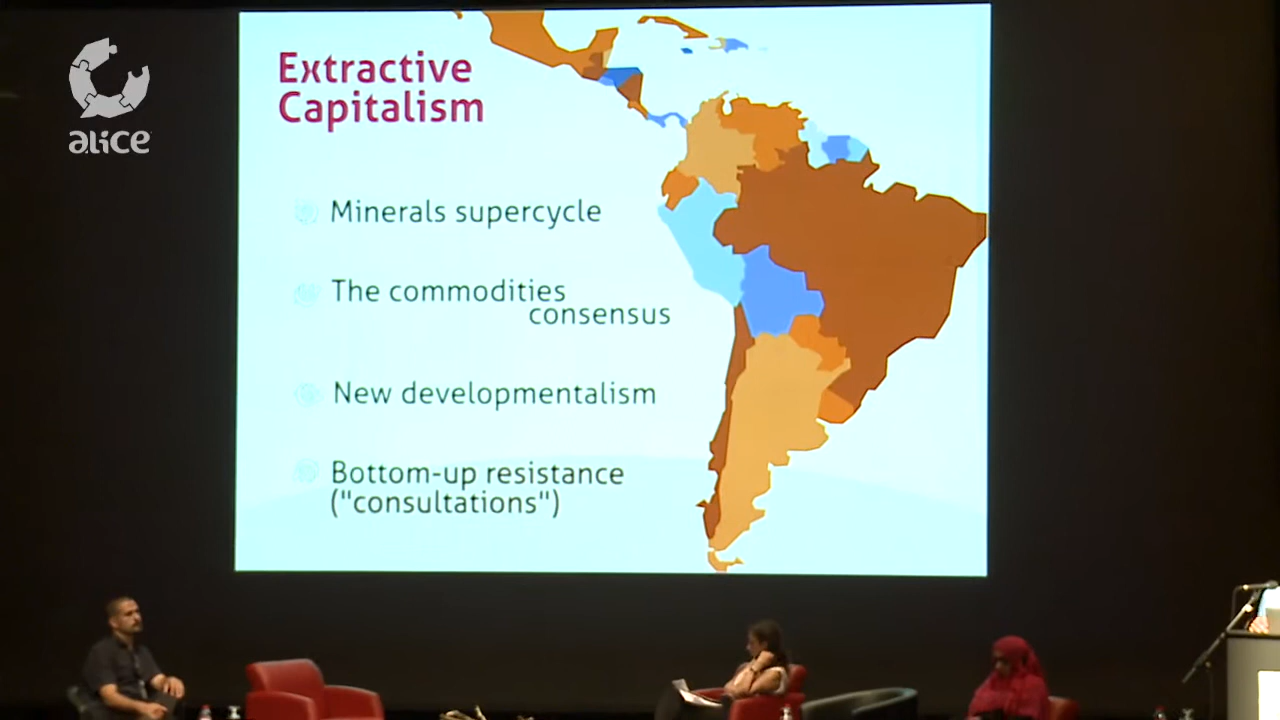 alice
Extractive
Capitalism
Minerals supercycle
The commodities
consensus
New developmentalism
Bottom-up resistance
("consultations")